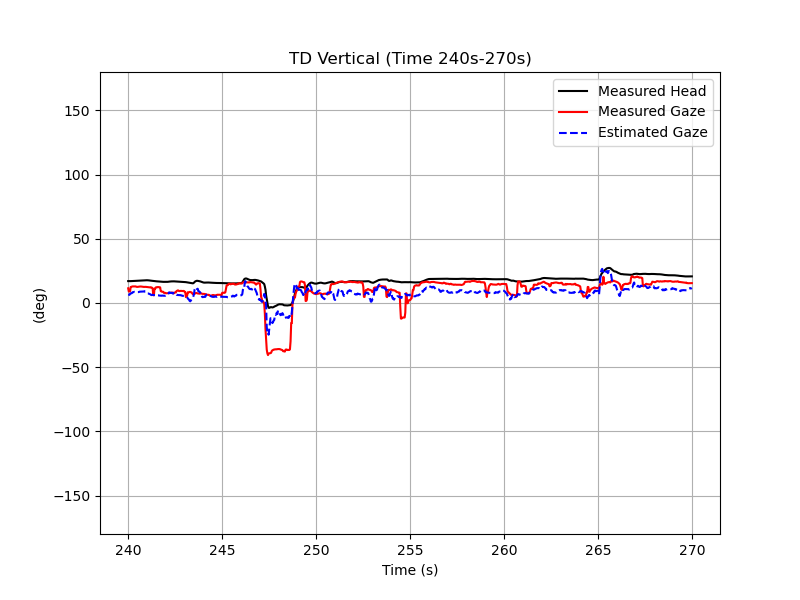 TD Vertical (Time 240s-270s)
Measured Head
Measured Gaze
Estimated Gaze
150
100
50
0
−50
−100
−150
(deg)
240 245 250 255 260 265 270
Time (s)